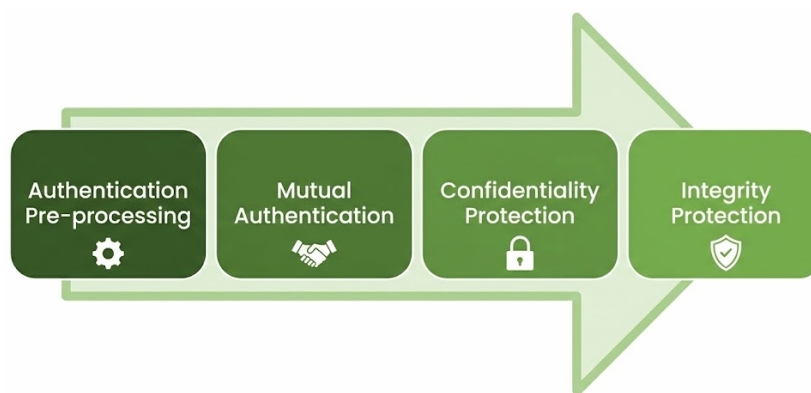 Authentication
Pre-processing
Mutual
Authentication
Confidentiality
Protection
Integrity
Protection